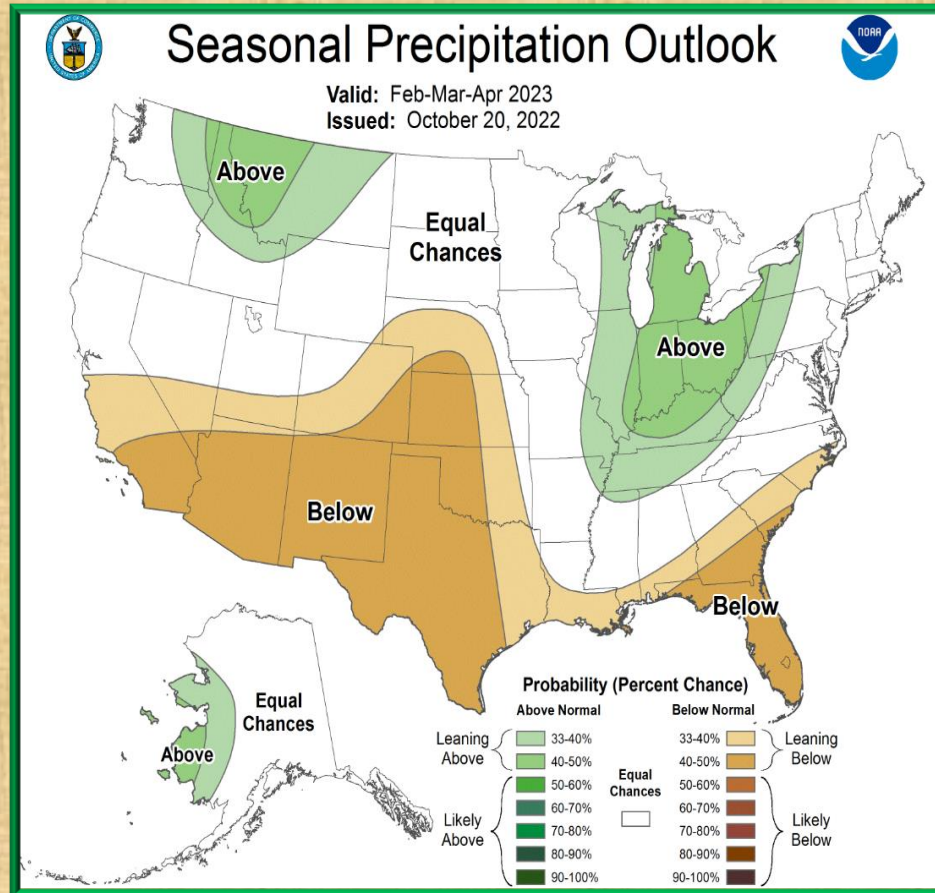 Seasonal Precipitation Outlook
NOAA
Valid: Feb-Mar-Apr 2023
Issued: October 20, 2022
Above
Equal
Chances
Above
Below
Below
Equal
Chances
Above
Probability (Percent Chance)
Above Normal
Below Normal
Leaning
Above
33-40%
40-50%
Likely
Above
50-60%
60-70%
70-80%
80-90%
90-100%
Equal
Chances
33-40%
40-50%
Leaning
Below
50-60%
60-70%
70-80%
80-90%
90-100%
Likely
Below